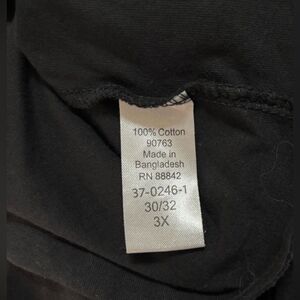 100% Cotton
90763
Made in
Bangladesh
RN 88842
37-0246-1
30/32
3X